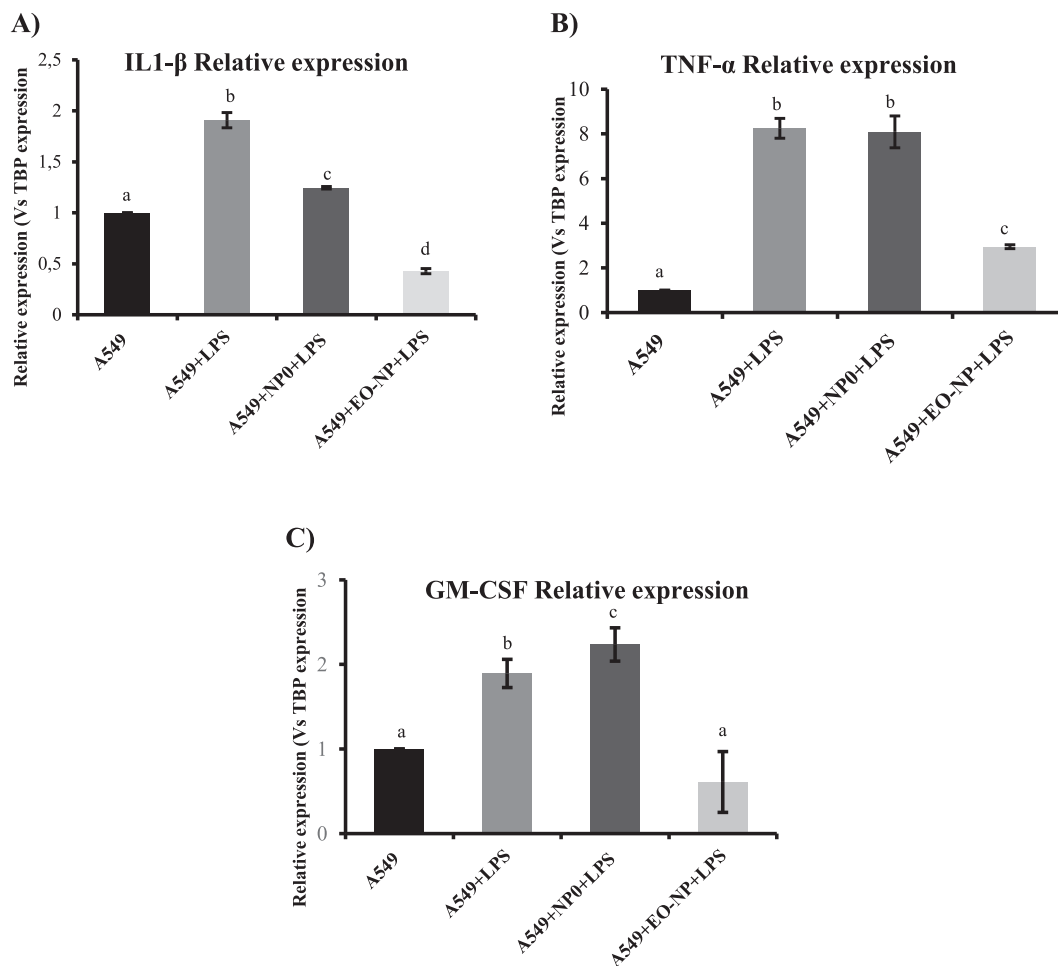 A)
IL1-β Relative expression
Relative expression (Vs TBP expression
2,5
2
1,5
1
0,5
0
a
b
c
d
A549
A549+LPS
A549+NP0+LPS
A549+EO-NP+LPS
B)
TNF-α Relative expression
Relative expression (Vs TBP expression
10
8
6
4
2
0
a
b
b
c
A549
A549+LPS
A549+NP0+LPS
A549+EO-NP+LPS
C)
GM-CSF Relative expression
Relative expression (Vs TBP expression
3
2
1
0
a
b
c
a
A549
A549+LPS
A549+NP0+LPS
A549+EO-NP+LPS